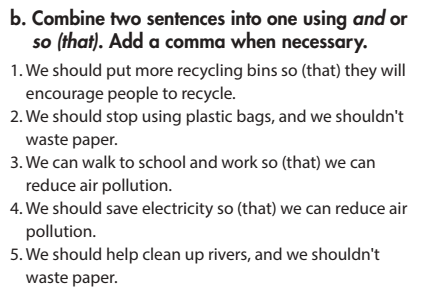 b. Combine two sentences into one using and or
so (that). Add a comma when necessary.
1. We should put more recycling bins so (that) they will
encourage people to recycle.
2. We should stop using plastic bags, and we shouldn't
waste paper.
3. We can walk to school and work so (that) we can
reduce air pollution.
4. We should save electricity so (that) we can reduce air
pollution.
5. We should help clean up rivers, and we shouldn't
waste paper.